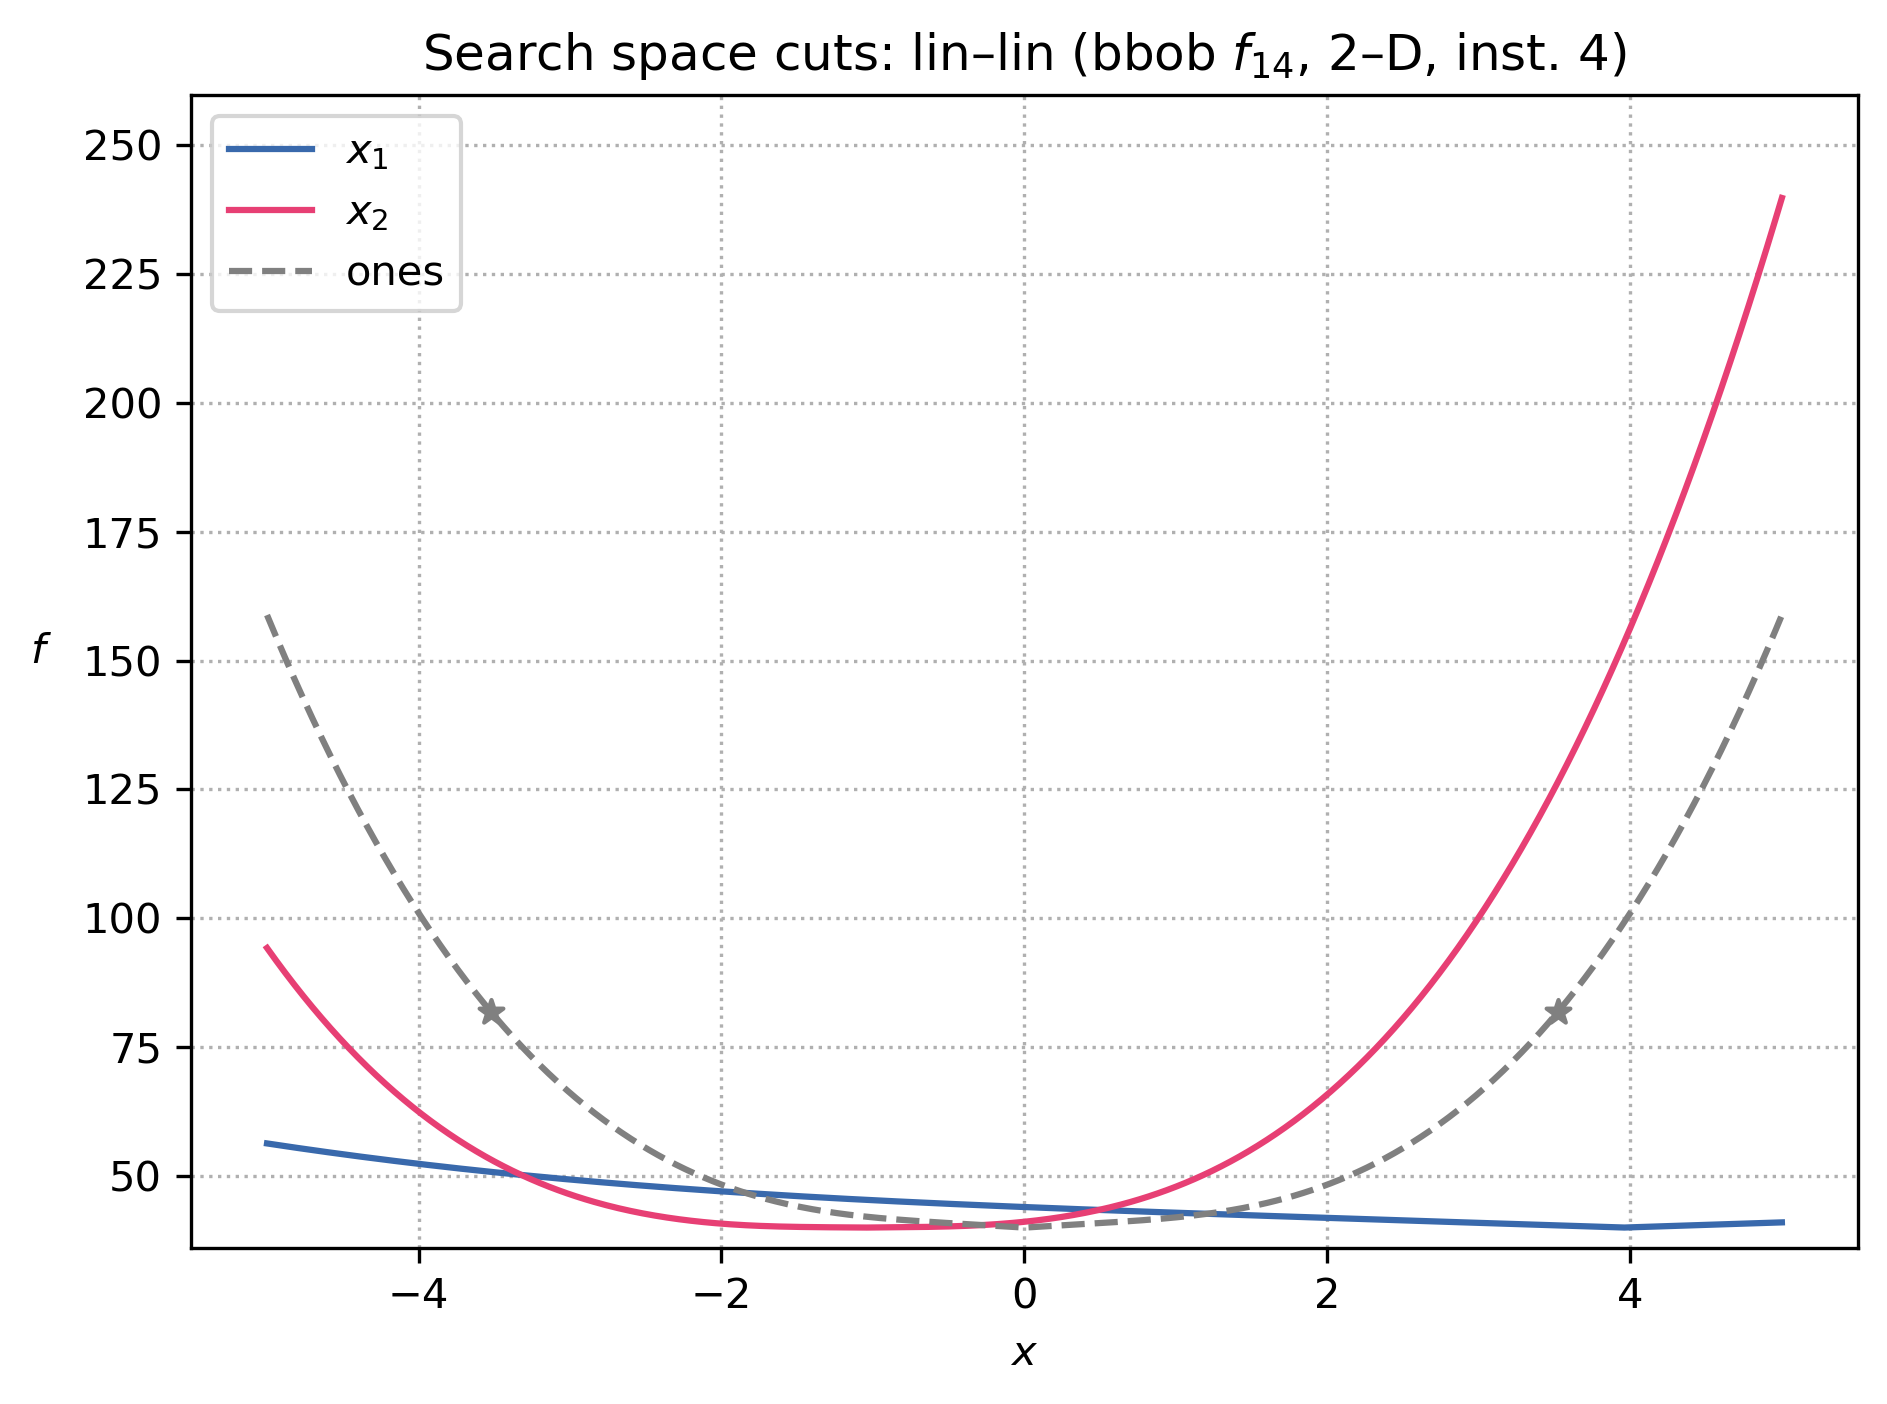 Search space cuts: lin–lin (bbob f₁₄, 2–D, inst. 4)
x₁
x₂
ones
250
225
200
175
150
125
100
75
50
f
−4
−2
0
2
4
x